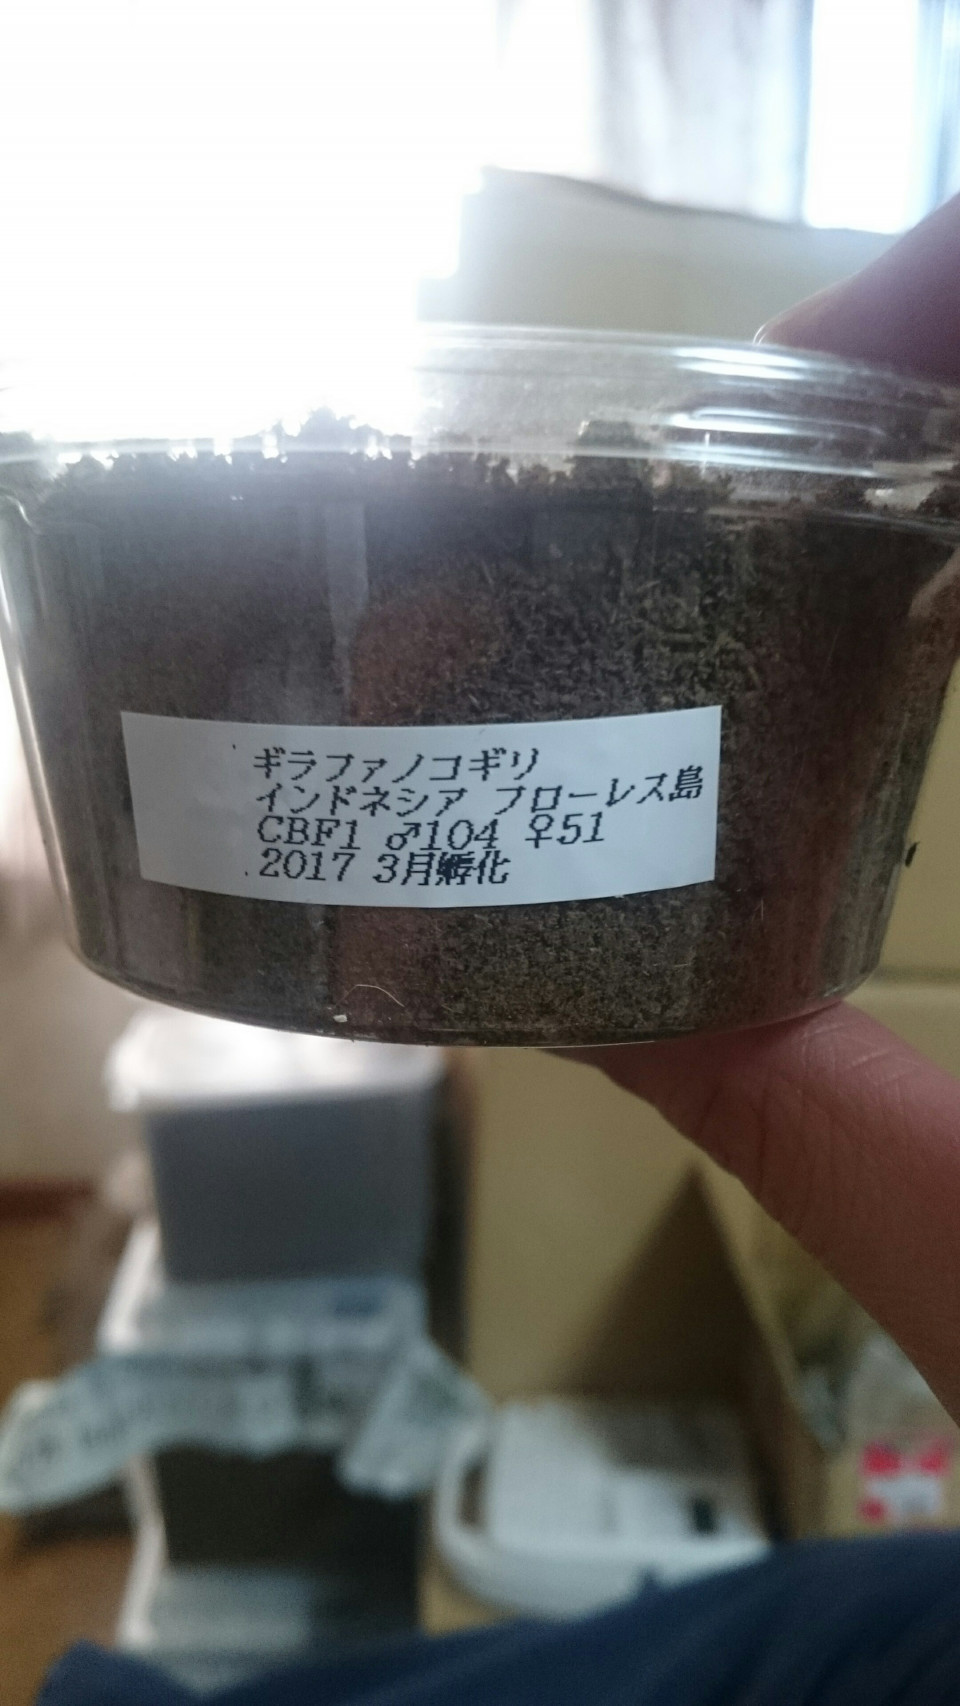 ギラファノコギリ
インドネシア フローレス島
CBF1 ♂104 ♀51
2017 3月孵化